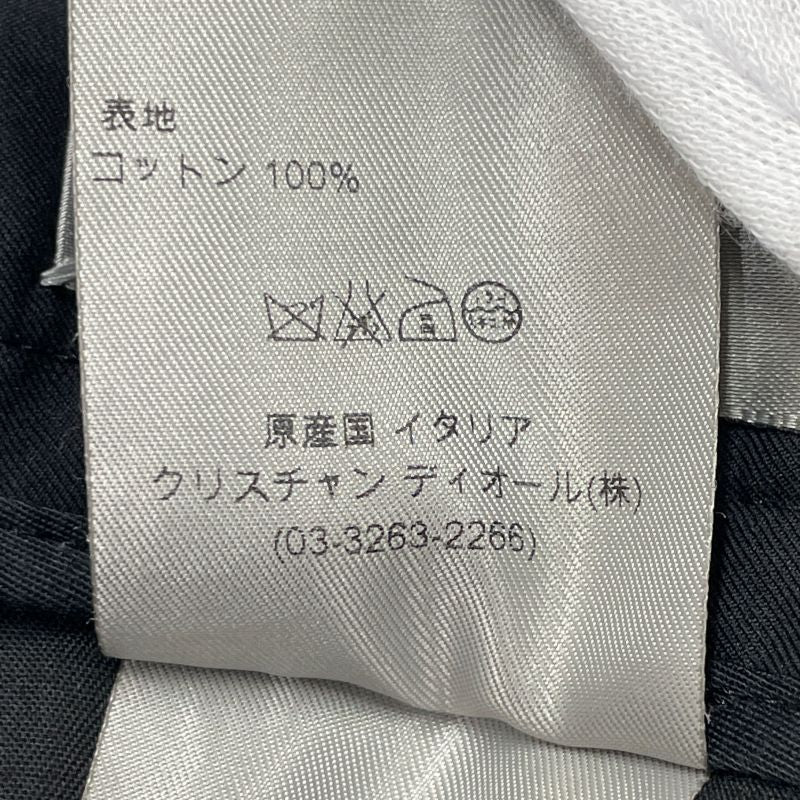 表地
コットン 100%
原産国 イタリア
クリスチャン ディオール(株)
(03-3263-2266)